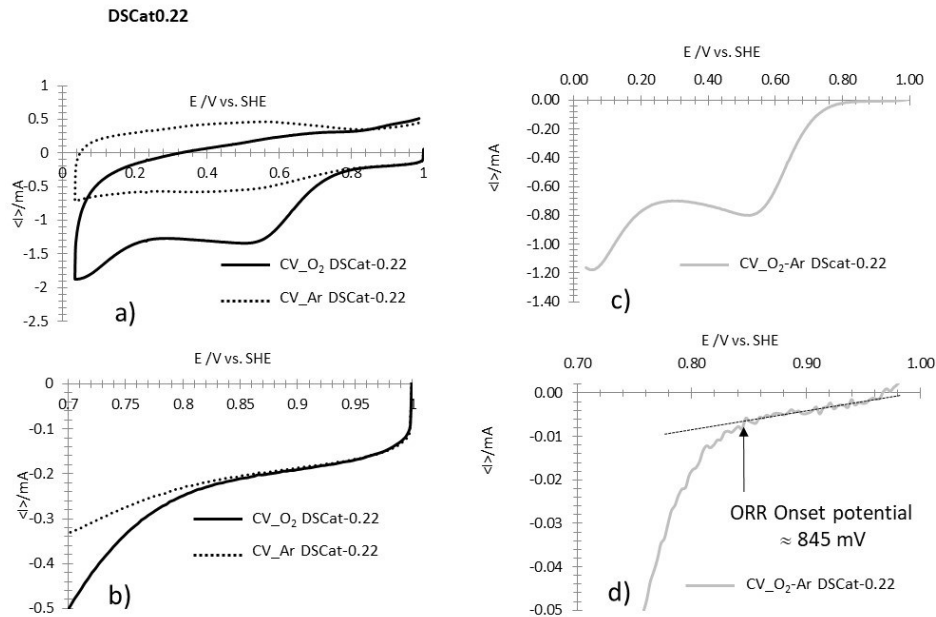 DSCat0.22
E /V vs. SHE
1
0.5
0
-0.5
-1
-1.5
-2
-2.5
0 0.2 0.4 0.6 0.8 1
<I>/mA
CV_O₂ DSCat-0.22
CV_Ar DSCat-0.22
a)
E /V vs. SHE
0.00 0.20 0.40 0.60 0.80 1.00
0.00
-0.20
-0.40
-0.60
-0.80
-1.00
-1.20
-1.40
<I>/mA
CV_O₂-Ar DSCat-0.22
c)
E /V vs. SHE
0
-0.1
-0.2
-0.3
-0.4
-0.5
0.7 0.75 0.8 0.85 0.9 0.95 1
<I>/mA
CV_O₂ DSCat-0.22
CV_Ar DSCat-0.22
b)
E /V vs. SHE
0.70 0.80 0.90 1.00
0.00
-0.01
-0.02
-0.03
-0.04
-0.05
<I>/mA
ORR Onset potential
≈ 845 mV
CV_O₂-Ar DSCat-0.22
d)